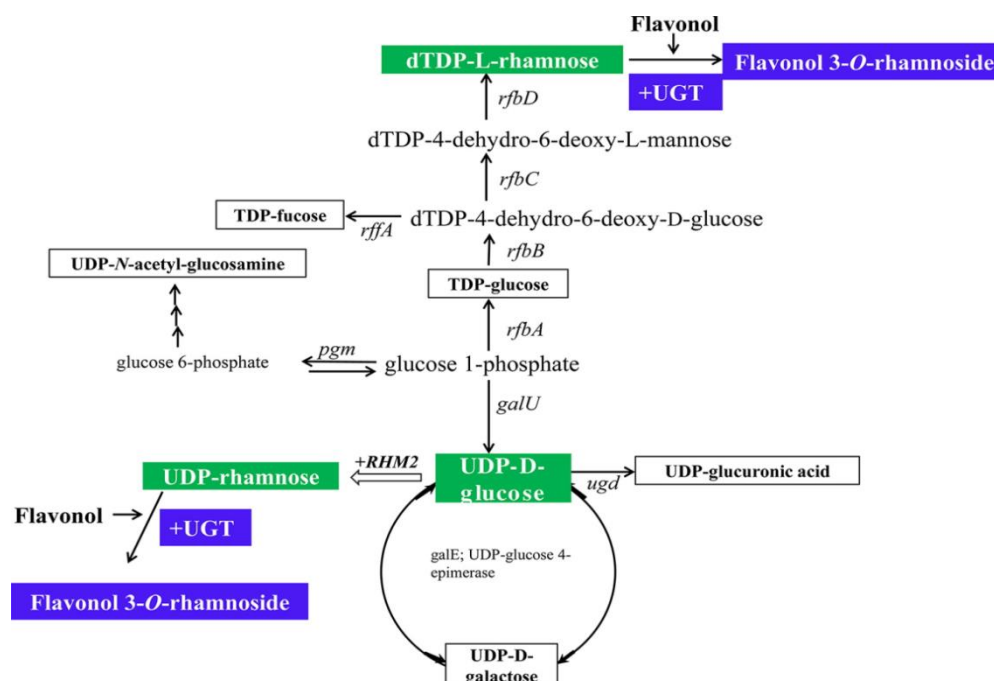 Flavonol
dTDP-L-rhamnose
Flavonol 3-O-rhamnoside
+UGT
rfbD
dTDP-4-dehydro-6-deoxy-L-mannose
rfbC
TDP-fucose
rffA
dTDP-4-dehydro-6-deoxy-D-glucose
rfbB
UDP-N-acetyl-glucosamine
TDP-glucose
rfbA
glucose 6-phosphate
pgm
glucose 1-phosphate
galU
UDP-rhamnose
+RHM2
UDP-D-
glucose
ugd
UDP-glucuronic acid
Flavonol
+UGT
galE; UDP-glucose 4-
epimerase
Flavonol 3-O-rhamnoside
UDP-D-
galactose